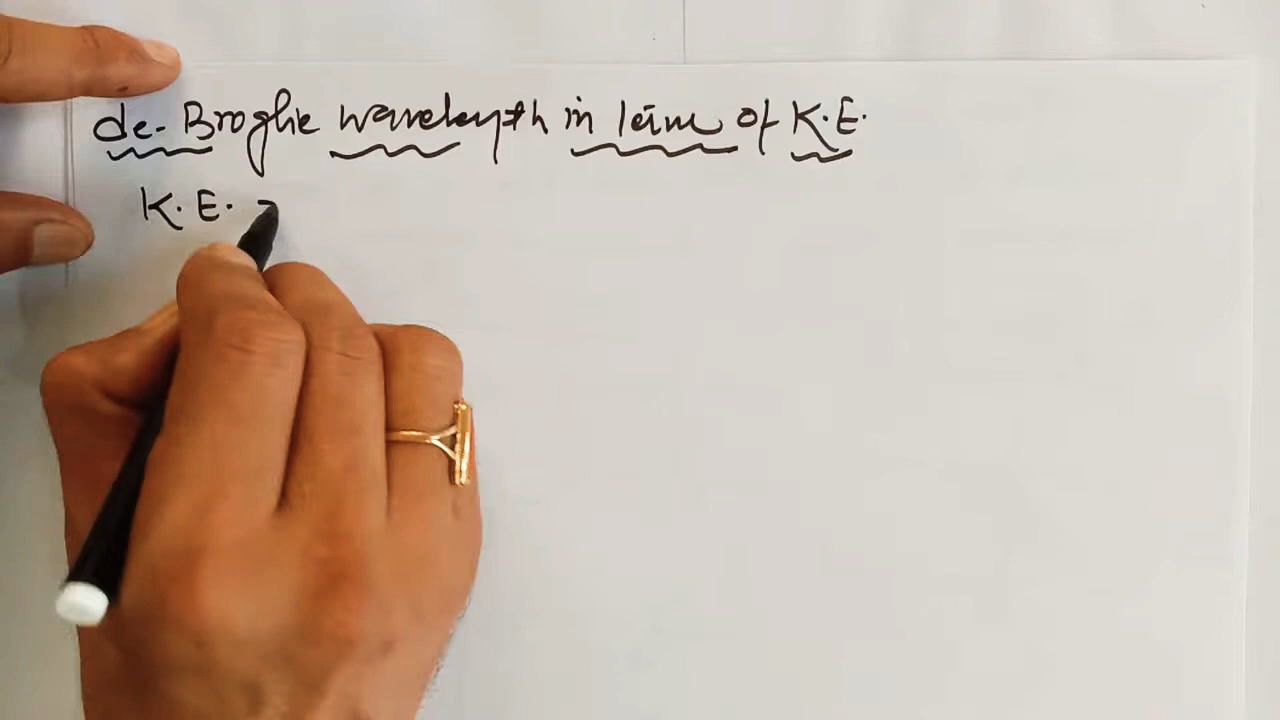 de-Broglie wavelength in term of K.E.
K.E. =